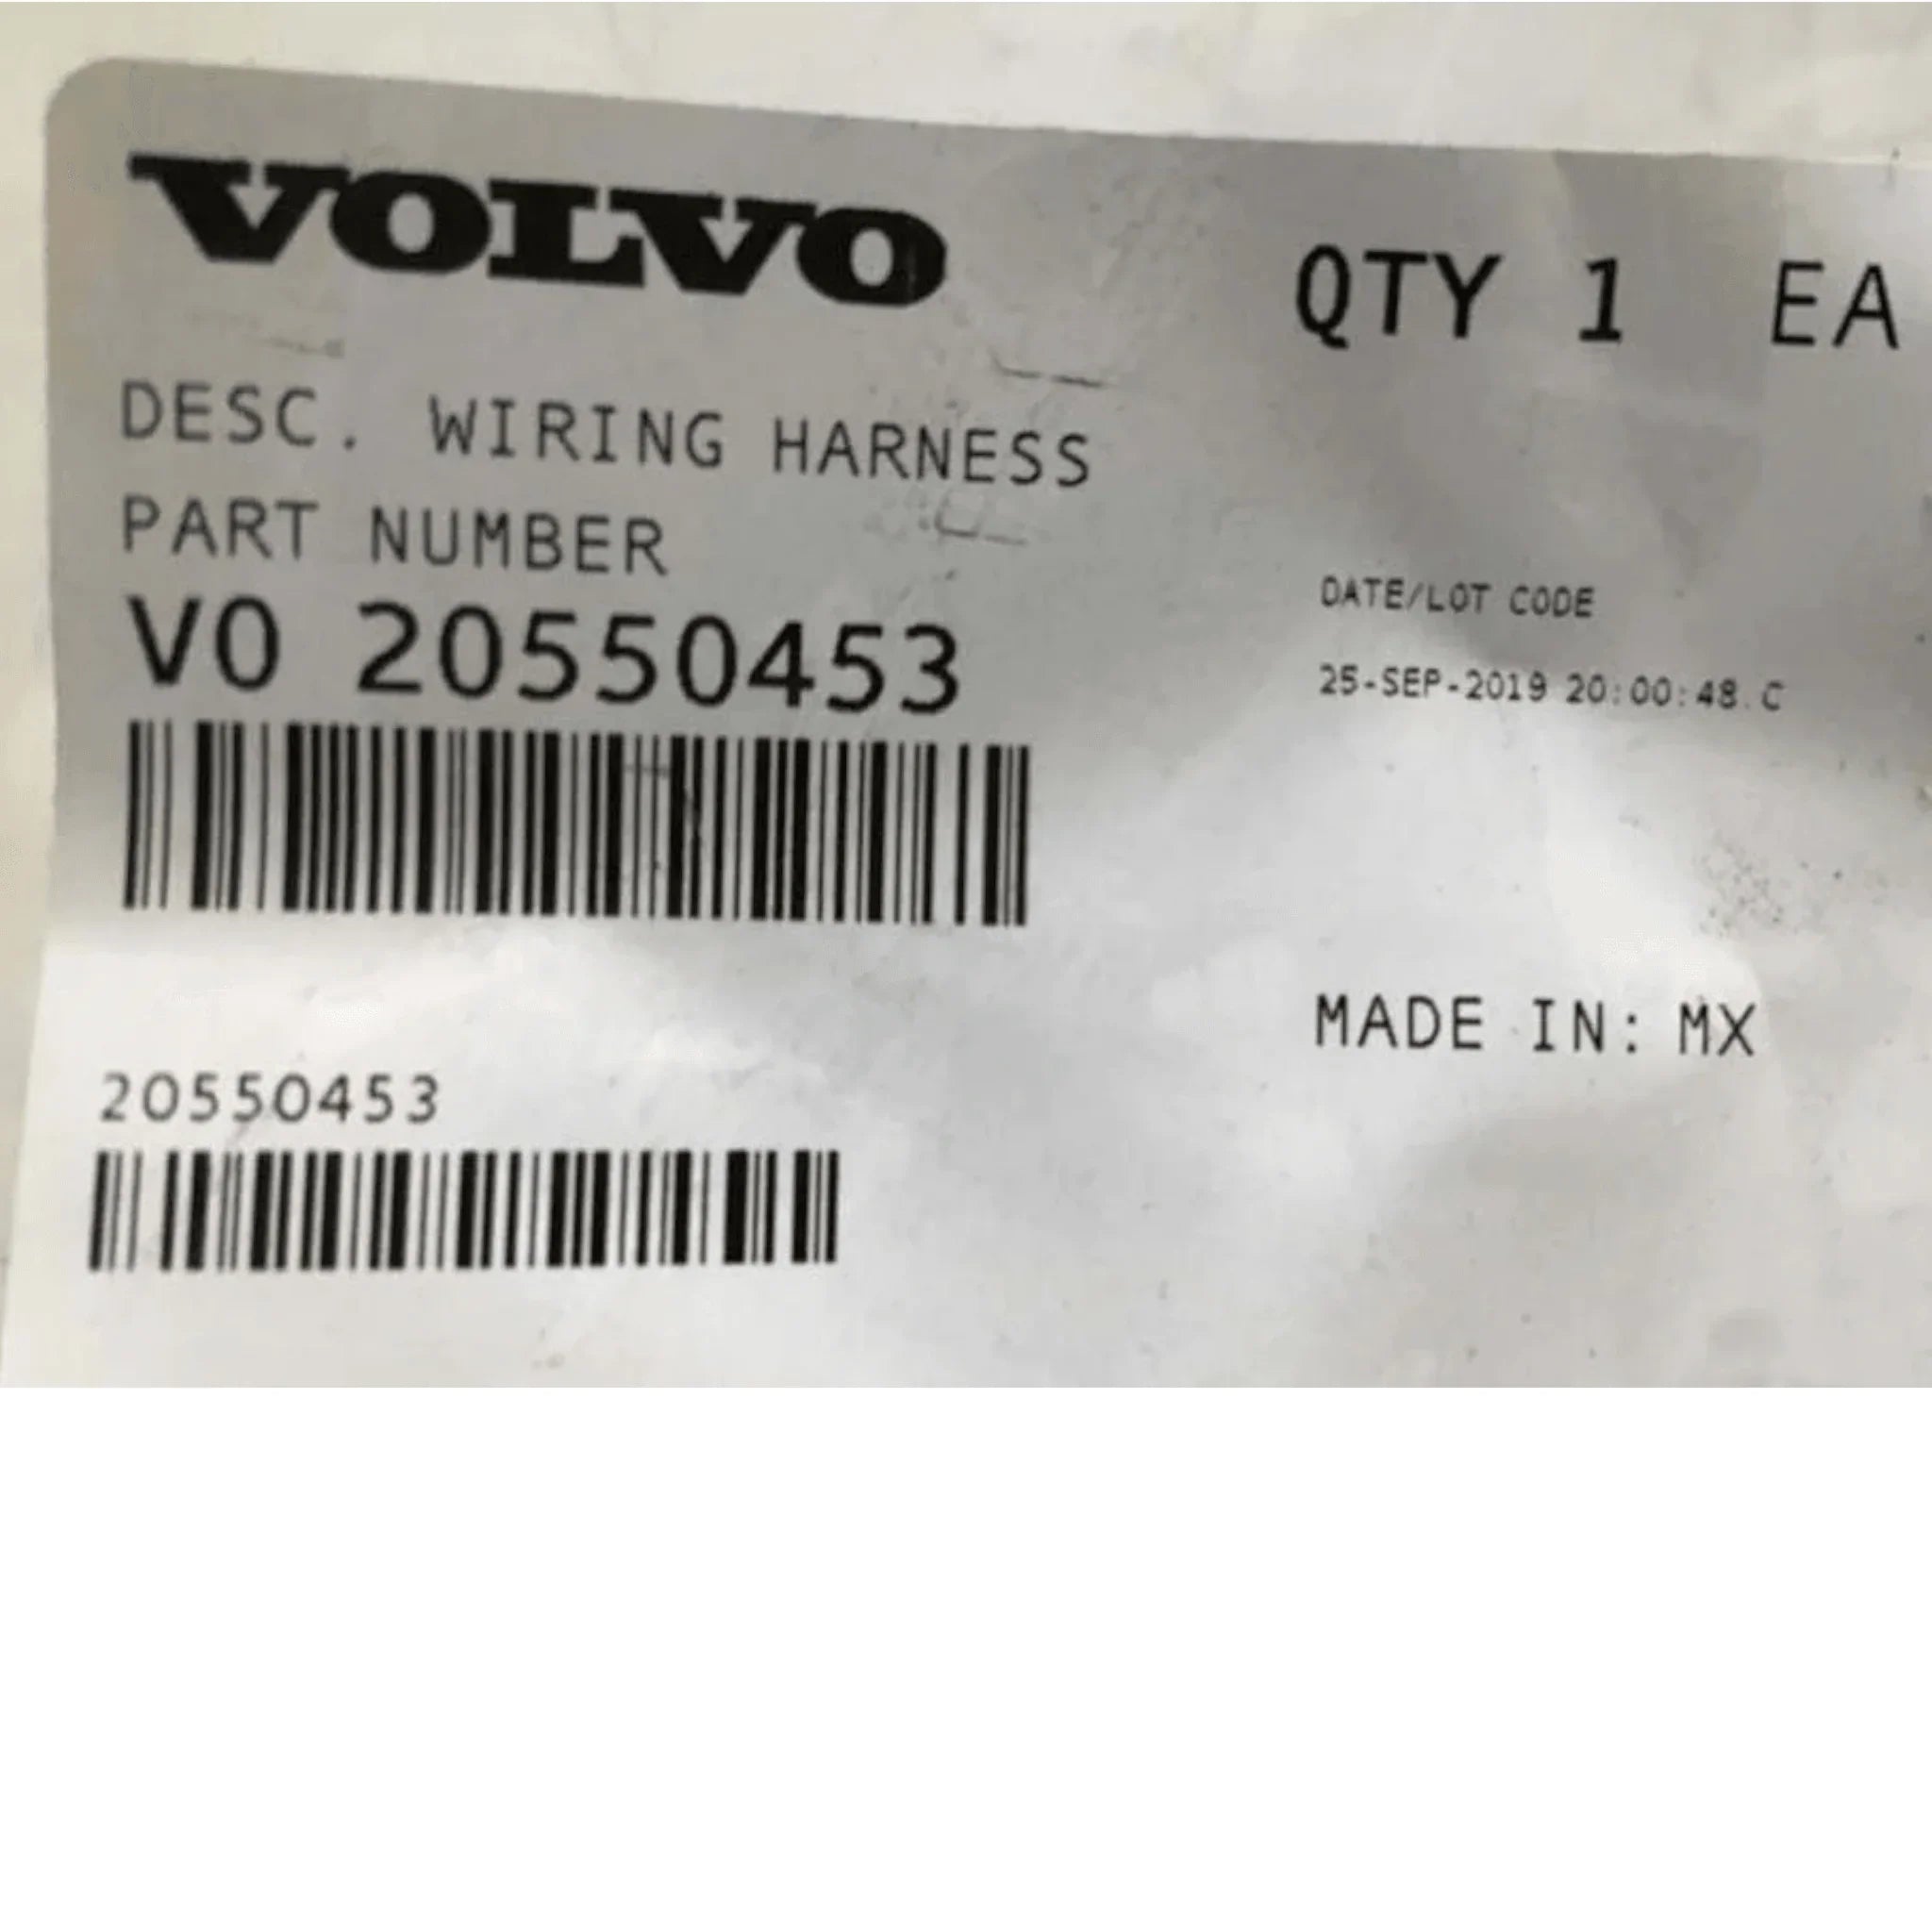 VOLVO
QTY 1 EA
DESC. WIRING HARNESS
PART NUMBER
VO 20550453
DATE/LOT CODE
25-SEP-2019 20:00:48.C
MADE IN: MX
20550453